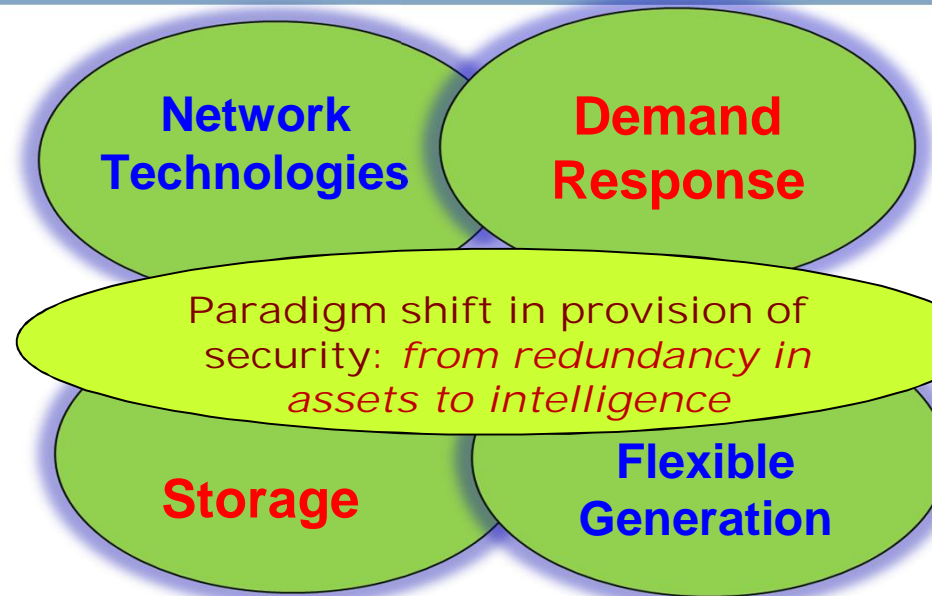 Network
Technologies
Demand
Response
Paradigm shift in provision of
security: from redundancy in
assets to intelligence
Storage
Flexible
Generation